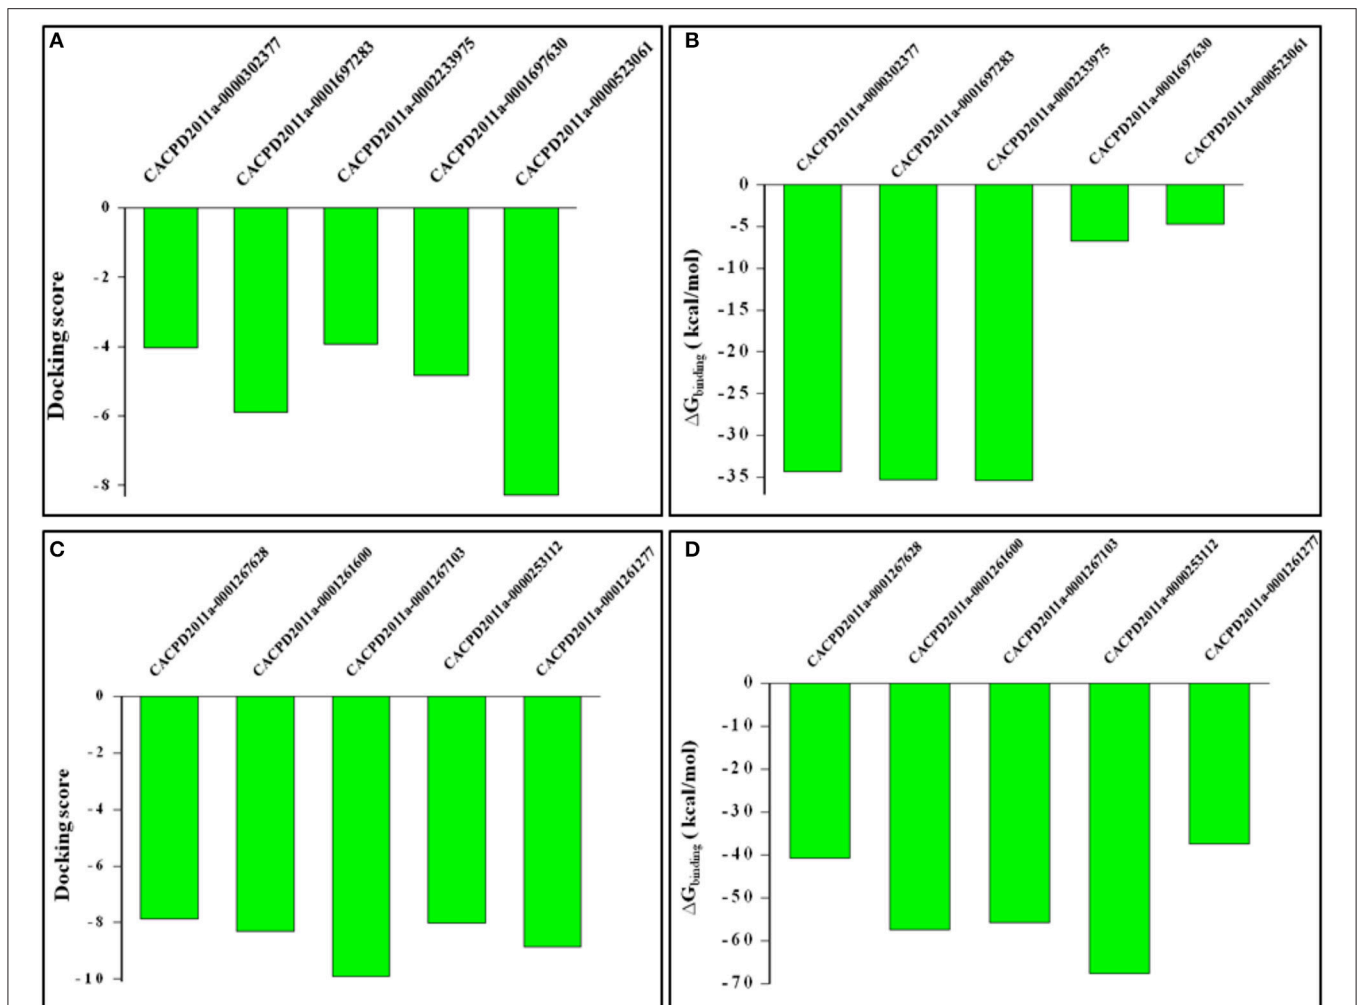 A
CACPD2011a-0000302377
CACPD2011a-0001697283
CACPD2011a-0002233975
CACPD2011a-0001697630
CACPD2011a-0000523061
0
-2
-4
-6
-8
Docking score
B
CACPD2011a-0000302377
CACPD2011a-0001697283
CACPD2011a-0002233975
CACPD2011a-0001697630
CACPD2011a-0000523061
0
-5
-10
-15
-20
-25
-30
-35
ΔGbinding ( kcal/mol)
C
CACPD2011a-0001267628
CACPD2011a-0001261600
CACPD2011a-0001267103
CACPD2011a-0000253112
CACPD2011a-0001261277
0
-2
-4
-6
-8
-10
Docking score
D
CACPD2011a-0001267628
CACPD2011a-0001261600
CACPD2011a-0001267103
CACPD2011a-0000253112
CACPD2011a-0001261277
0
-10
-20
-30
-40
-50
-60
-70
ΔGbinding ( kcal/mol)